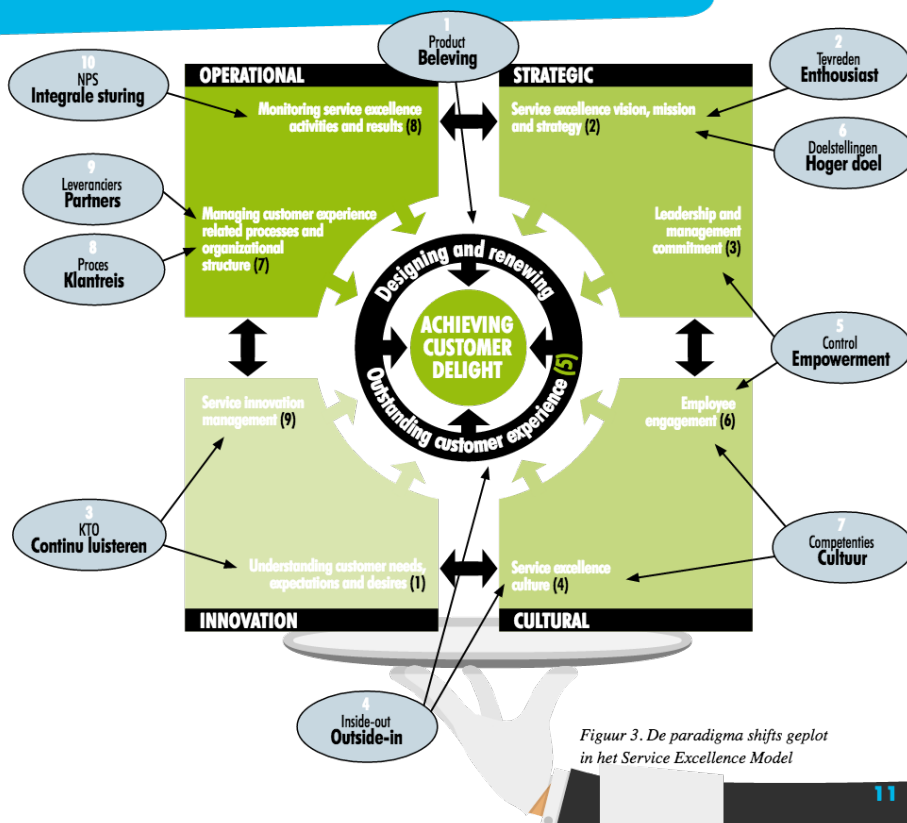 1
Product
Beleving
2
Tevreden
Enthousiast
10
NPS
Integrale sturing
OPERATIONAL
STRATEGIC
Monitoring service excellence
activities and results (8)
Service excellence vision, mission
and strategy (2)
6
Doelstellingen
Hoger doel
9
Leveranciers
Partners
Managing customer experience
related processes and
organizational
structure (7)
Leadership and
management
commitment (3)
8
Proces
Klantreis
Designing and renewing
ACHIEVING
CUSTOMER
DELIGHT
Outstanding customer experience (5)
5
Control
Empowerment
Service innovation
management (9)
Employee
engagement (6)
3
KTO
Continu luisteren
7
Competenties
Cultuur
Understanding customer needs,
expectations and desires (1)
Service excellence
culture (4)
INNOVATION
CULTURAL
4
Inside-out
Outside-in
Figuur 3. De paradigma shifts geplot
in het Service Excellence Model
11